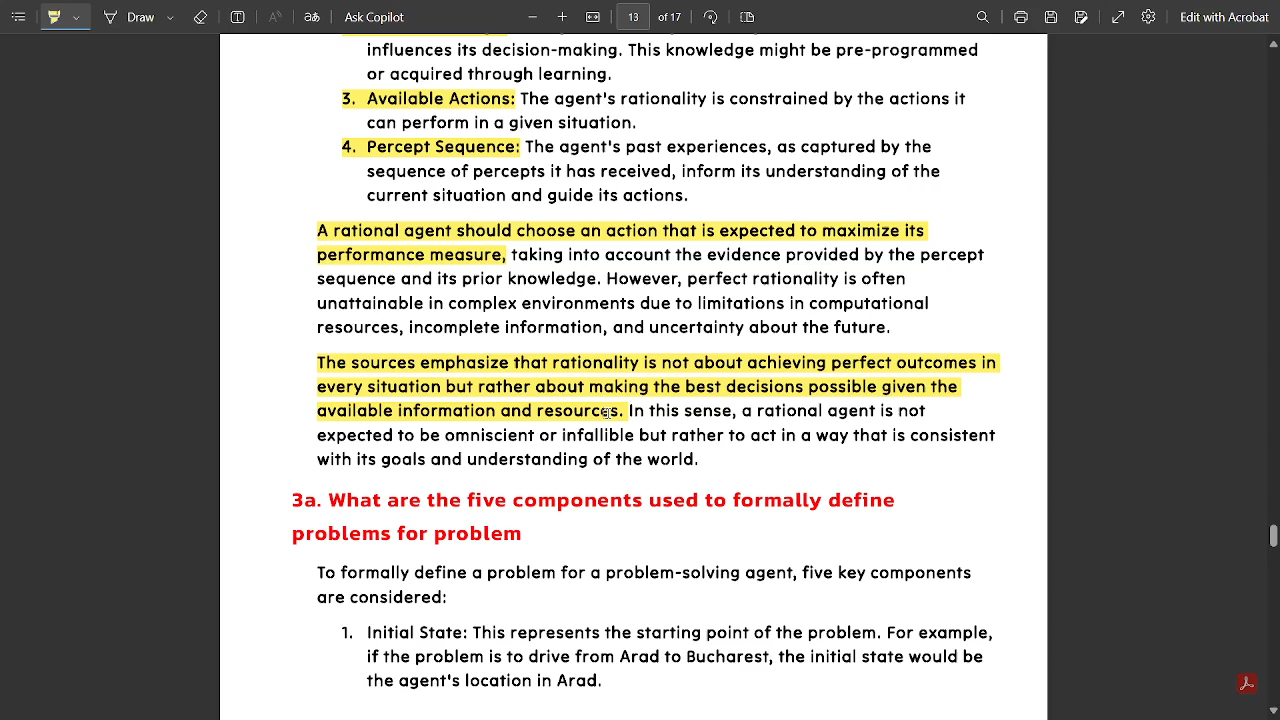 Draw
Ask Copilot
13 of 17
Edit with Acrobat
influences its decision-making. This knowledge might be pre-programmed
or acquired through learning.
3. Available Actions: The agent's rationality is constrained by the actions it
can perform in a given situation.
4. Percept Sequence: The agent's past experiences, as captured by the
sequence of percepts it has received, inform its understanding of the
current situation and guide its actions.
A rational agent should choose an action that is expected to maximize its
performance measure, taking into account the evidence provided by the percept
sequence and its prior knowledge. However, perfect rationality is often
unattainable in complex environments due to limitations in computational
resources, incomplete information, and uncertainty about the future.
The sources emphasize that rationality is not about achieving perfect outcomes in
every situation but rather about making the best decisions possible given the
available information and resources. In this sense, a rational agent is not
expected to be omniscient or infallible but rather to act in a way that is consistent
with its goals and understanding of the world.
3a. What are the five components used to formally define
problems for problem
To formally define a problem for a problem-solving agent, five key components
are considered:
1. Initial State: This represents the starting point of the problem. For example,
if the problem is to drive from Arad to Bucharest, the initial state would be
the agent's location in Arad.